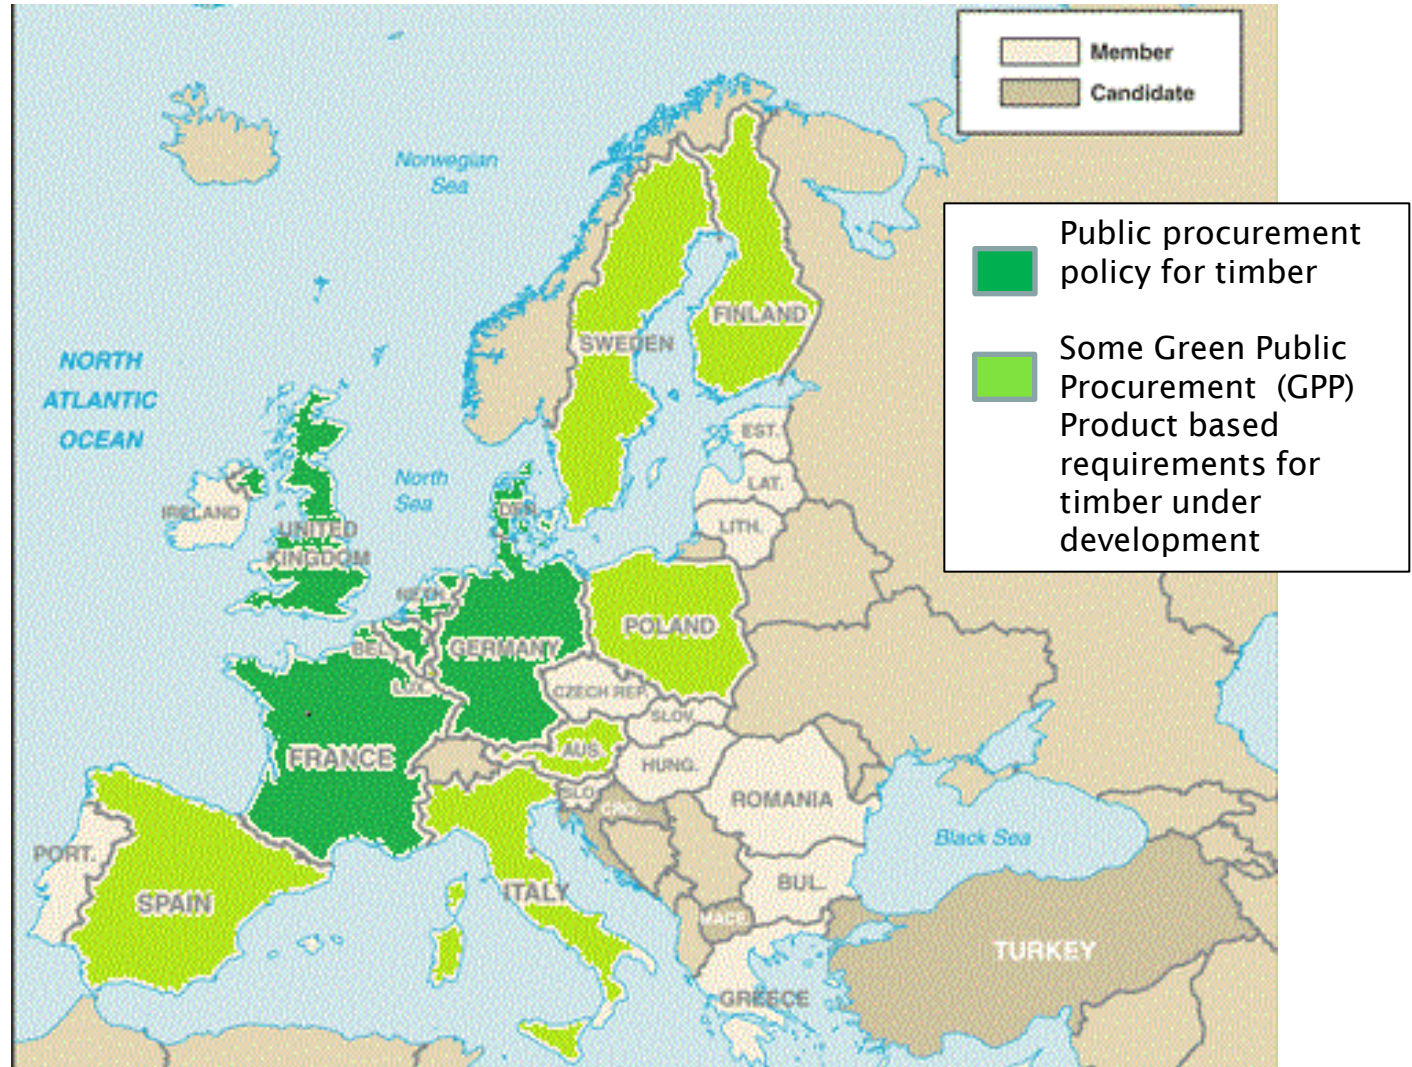 Member
Candidate
Norwegian
Sea
Public procurement
policy for timber
Some Green Public
Procurement (GPP)
Product based
requirements for
timber under
development
FINLAND
SWEDEN
NORTH
ATLANTIC
OCEAN
EST.
North
Sea
LAT.
IRELAND
DEN.
LITH.
UNITED
KINGDOM
NETH.
POLAND
BEL.
GERMANY
LUX.
CZECH REP.
SLOV.
AUS.
FRANCE
HUNG.
SLO.
ROMANIA
CRO.
Black Sea
PORT.
BUL.
ITALY
SPAIN
MACE.
TURKEY
GREECE